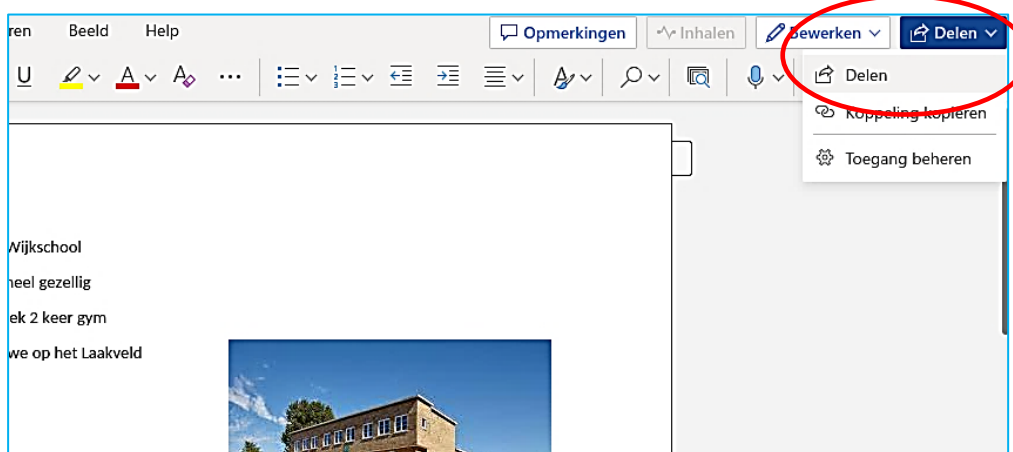 ren Beeld Help Opmerkingen Inhalen Bewerken Delen
U A A ...
Delen
Koppeling kopieren
Toegang beheren
Wijkschool
heel gezellig
ek 2 keer gym
we op het Laakveld